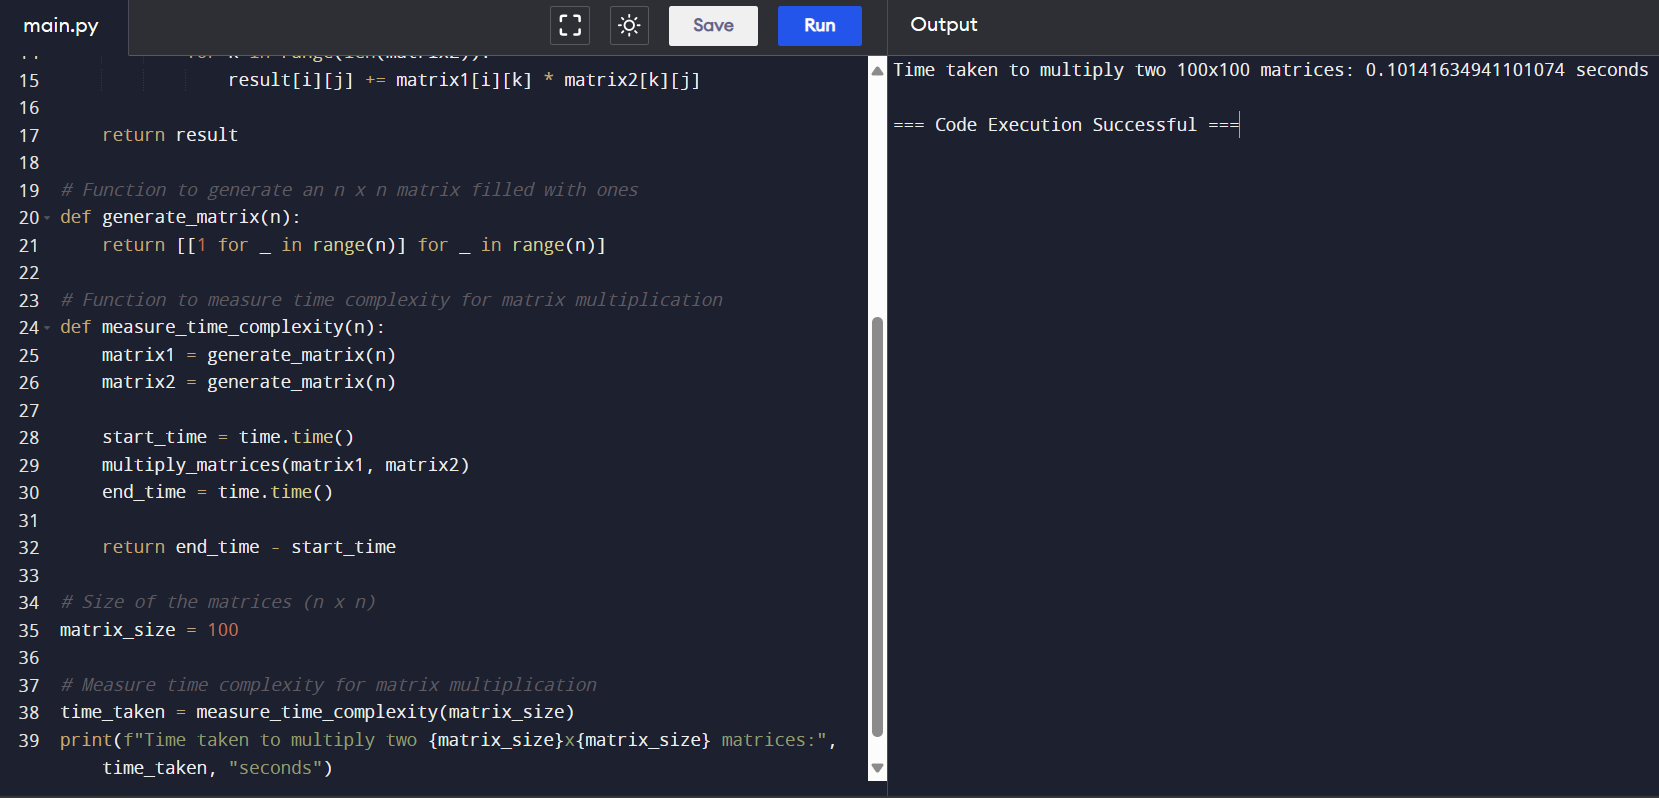 main.py
Save
Run
Output
15 result[i][j] += matrix1[i][k] * matrix2[k][j]
16
17 return result
18
19 # Function to generate an n x n matrix filled with ones
20 def generate_matrix(n):
21 return [[1 for _ in range(n)] for _ in range(n)]
22
23 # Function to measure time complexity for matrix multiplication
24 def measure_time_complexity(n):
25 matrix1 = generate_matrix(n)
26 matrix2 = generate_matrix(n)
27
28 start_time = time.time()
29 multiply_matrices(matrix1, matrix2)
30 end_time = time.time()
31
32 return end_time - start_time
33
34 # Size of the matrices (n x n)
35 matrix_size = 100
36
37 # Measure time complexity for matrix multiplication
38 time_taken = measure_time_complexity(matrix_size)
39 print(f"Time taken to multiply two {matrix_size}x{matrix_size} matrices:",
time_taken, "seconds")
Time taken to multiply two 100x100 matrices: 0.10141634941101074 seconds
=== Code Execution Successful ===